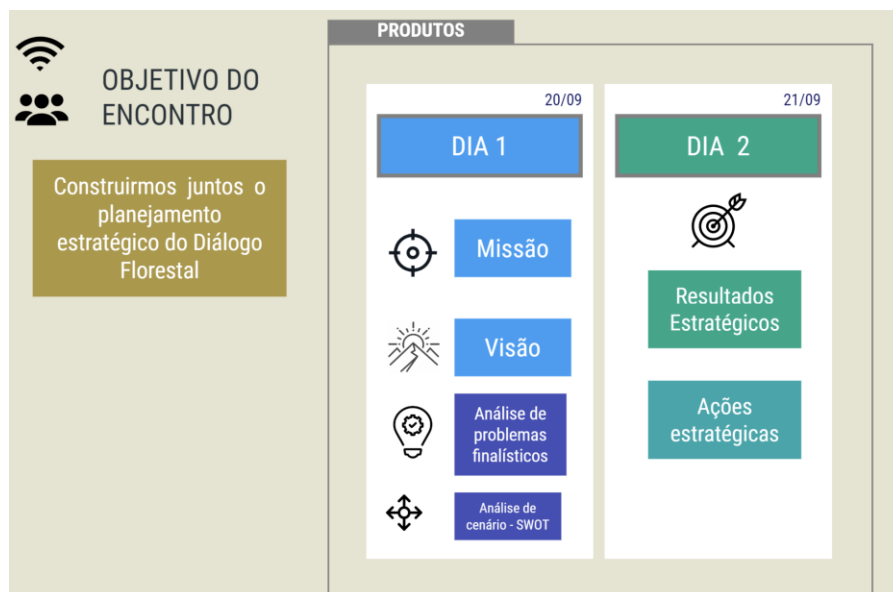 OBJETIVO DO
ENCONTRO
Construirmos juntos o
planejamento
estratégico do Diálogo
Florestal
PRODUTOS
20/09
DIA 1
Missão
Visão
Análise de
problemas
finalísticos
Análise de
cenário - SWOT
21/09
DIA 2
Resultados
Estratégicos
Ações
estratégicas